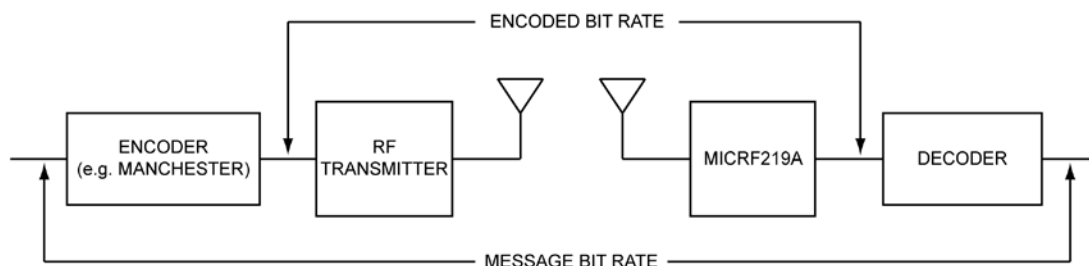 ENCODED BIT RATE
ENCODER
(e.g. MANCHESTER)
RF
TRANSMITTER
MICRF219A
DECODER
MESSAGE BIT RATE